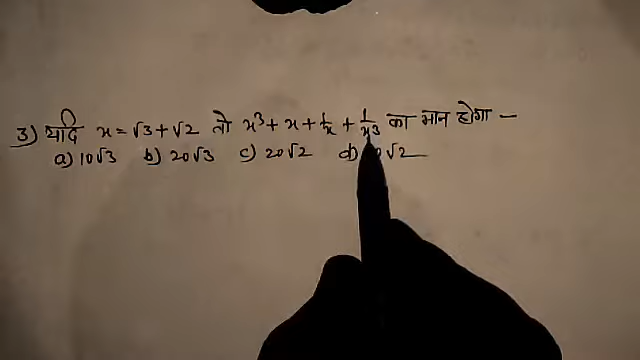 3) यदि x = √3 + √2 तो x³ + x + 1/x + 1/x³ का मान होगा —
a) 10√3 b) 20√3 c) 20√2 d) √2